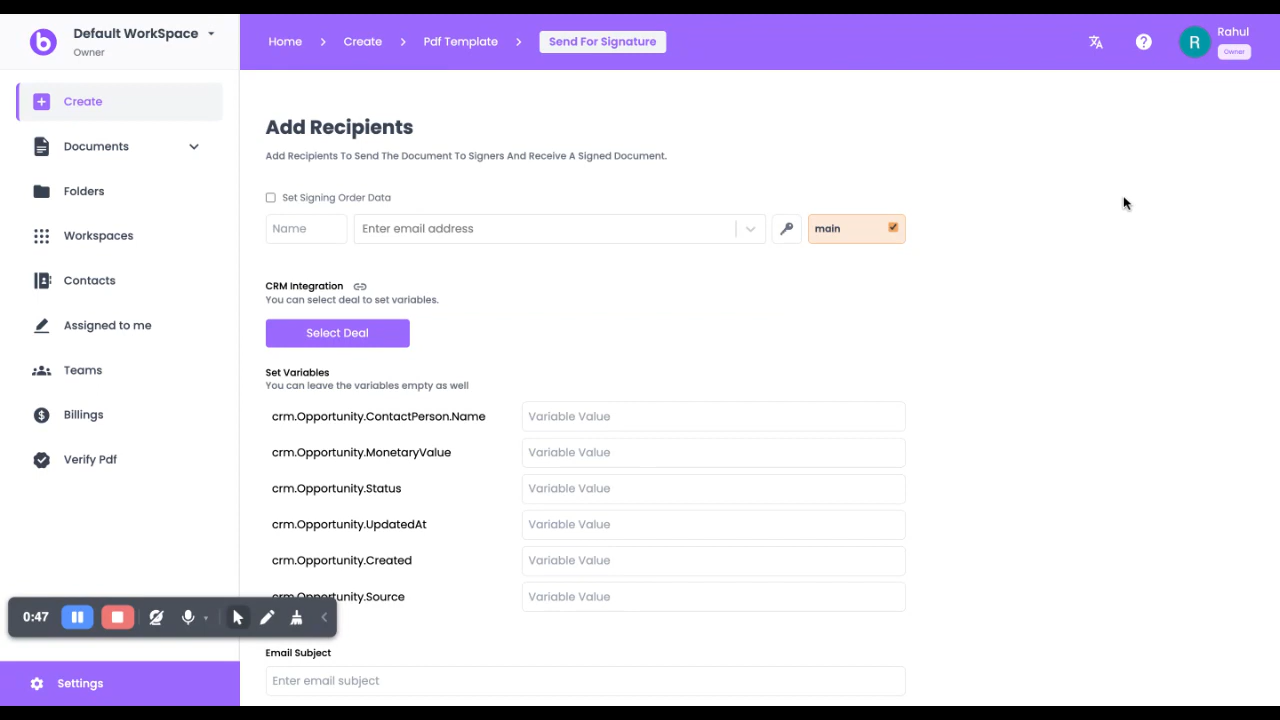 Default WorkSpace
Owner
Home > Create > Pdf Template > Send For Signature
R
Rahul
Owner
Create
Documents
Folders
Workspaces
Contacts
Assigned to me
Teams
Billings
Verify Pdf
Settings
Add Recipients
Add Recipients To Send The Document To Signers And Receive A Signed Document.
Set Signing Order Data
Name
Enter email address
main
CRM Integration
You can select deal to set variables.
Select Deal
Set Variables
You can leave the variables empty as well
crm.Opportunity.ContactPerson.Name Variable Value
crm.Opportunity.MonetaryValue Variable Value
crm.Opportunity.Status Variable Value
crm.Opportunity.UpdatedAt Variable Value
crm.Opportunity.Created Variable Value
crm.Opportunity.Source Variable Value
0:47
Email Subject
Enter email subject